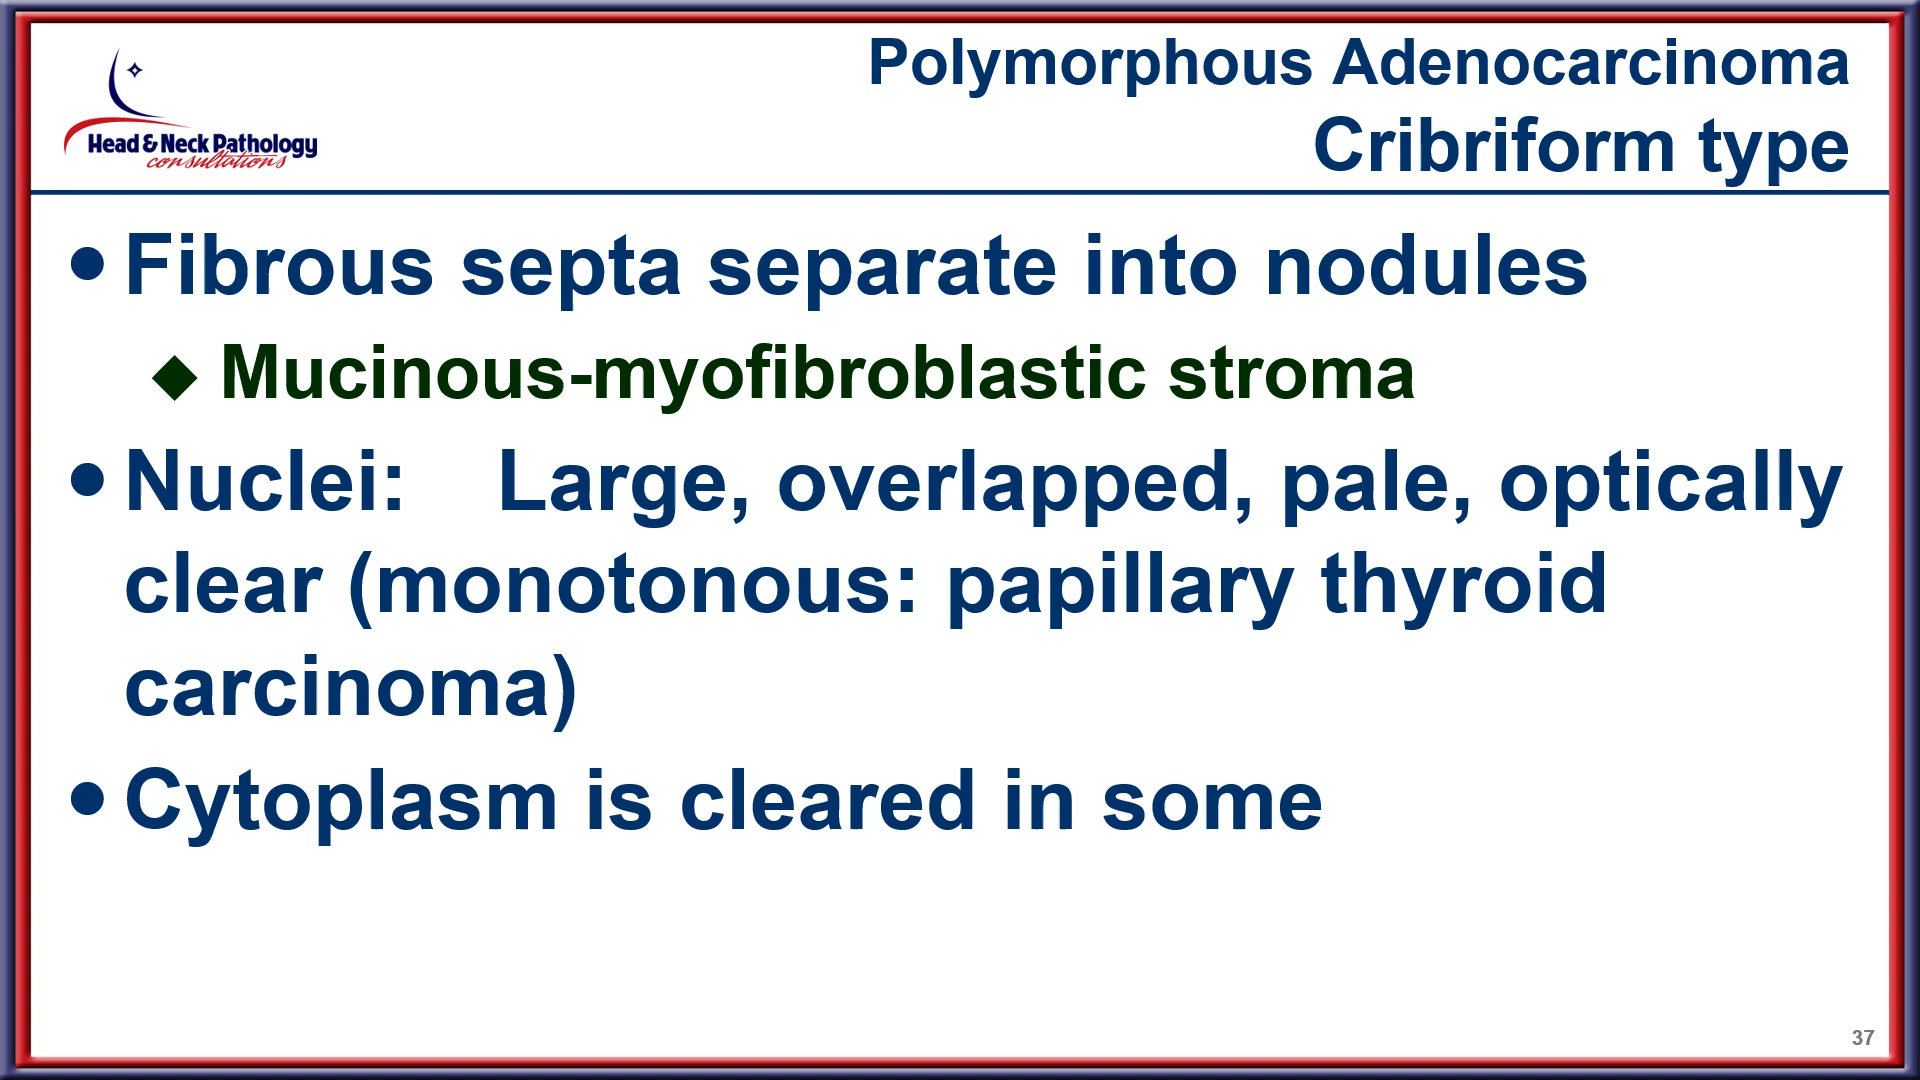 Polymorphous Adenocarcinoma
Cribriform type
Head & Neck Pathology
consultations
• Fibrous septa separate into nodules
◆ Mucinous-myofibroblastic stroma
• Nuclei: Large, overlapped, pale, optically
clear (monotonous: papillary thyroid
carcinoma)
• Cytoplasm is cleared in some
37